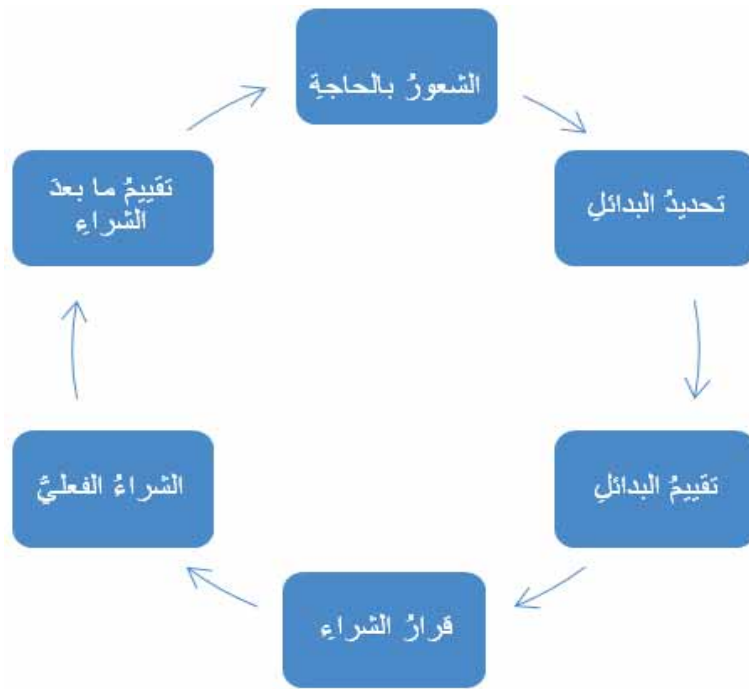 الشعورُ بالحاجةِ
تحديدُ البدائلِ
تقييمُ البدائلِ
قرارُ الشراءِ
الشراءُ الفعليَّ
تقييمُ ما بعدَ
الشراءِ